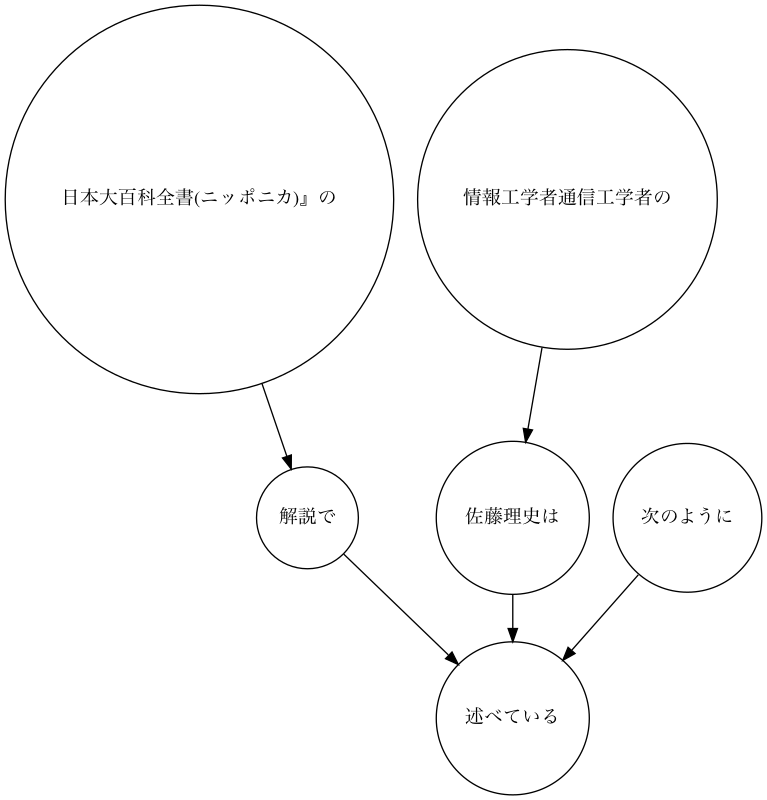 日本大百科全書(ニッポニカ)』の
情報工学者通信工学者の
解説で
佐藤理史は
次のように
述べている